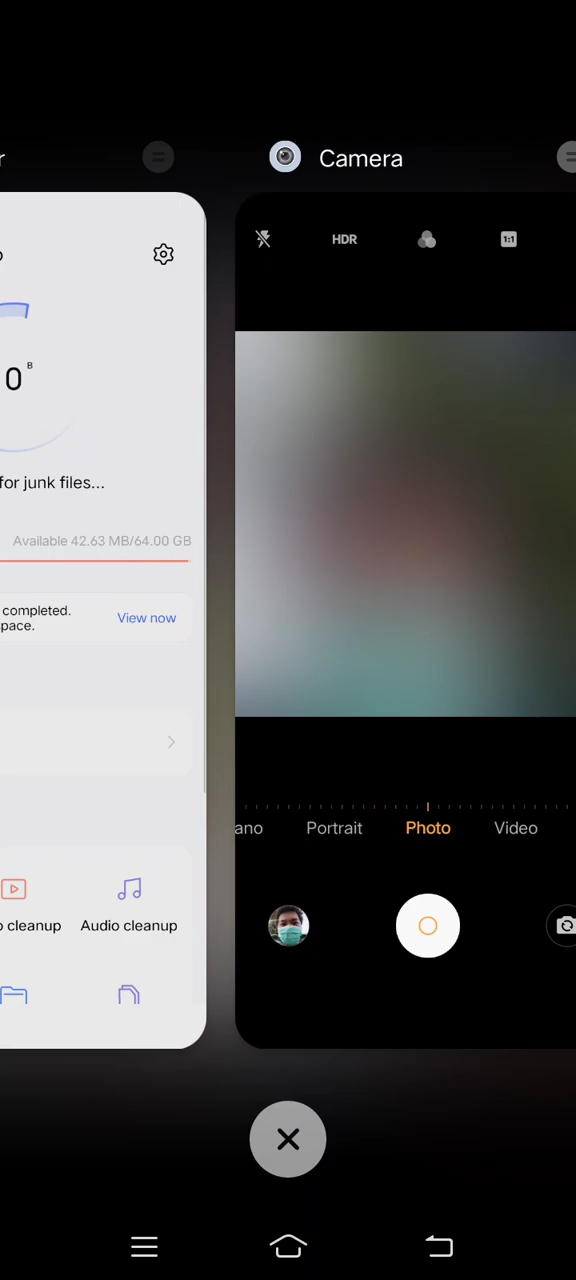 r
Camera
HDR
1:1
0 B
for junk files...
Available 42.63 MB/64.00 GB
completed.
pace.
View now
ano
Portrait
Photo
Video
o cleanup
Audio cleanup